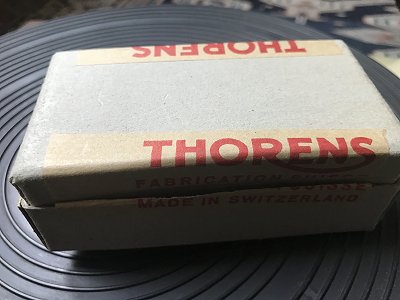 THORENS
THORENS
FABRICATION SUISSE
MADE IN SWITZERLAND